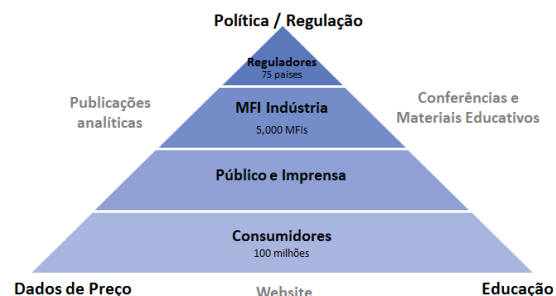 Política / Regulação
Reguladores
75 países
Publicações
analíticas
MFI Indústria
5,000 MFIs
Conferências e
Materiais Educativos
Público e Imprensa
Consumidores
100 milhões
Dados de Preço
Website
Educação